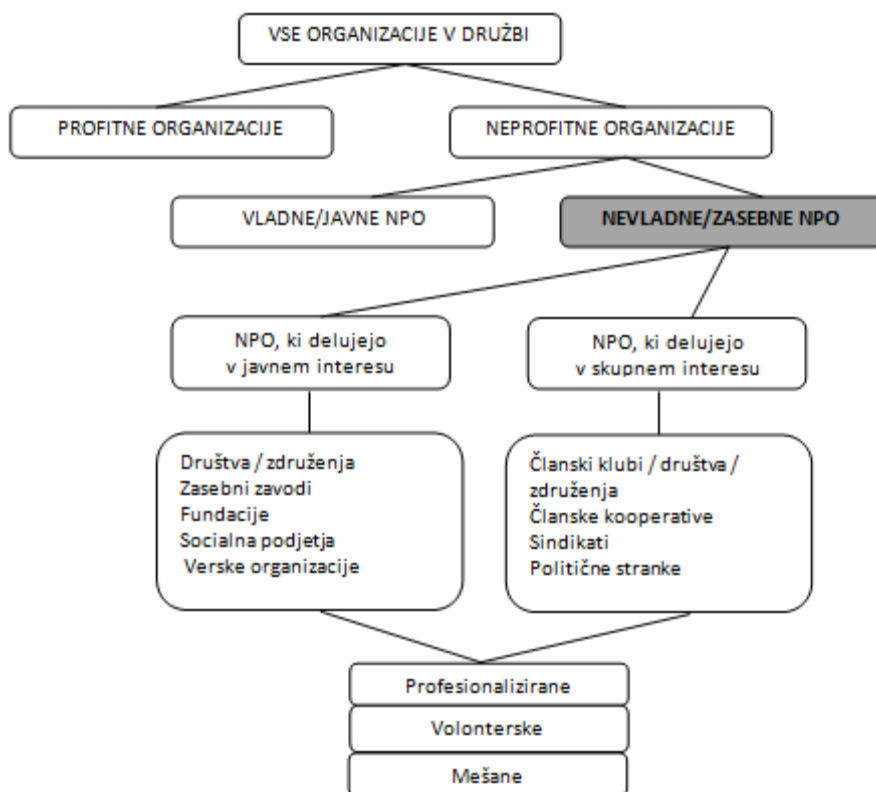 VSE ORGANIZACIJE V DRUŽBI
PROFITNE ORGANIZACIJE
NEPROFITNE ORGANIZACIJE
VLADNE/JAVNE NPO
NEVLADNE/ZASEBNE NPO
NPO, ki delujejo
v javnem interesu
NPO, ki delujejo
v skupnem interesu
Društva / združenja
Zasebni zavodi
Fundacije
Socialna podjetja
Verske organizacije
Članski klubi / društva /
združenja
Članske kooperative
Sindikati
Politične stranke
Profesionalizirane
Volonterske
Mešane